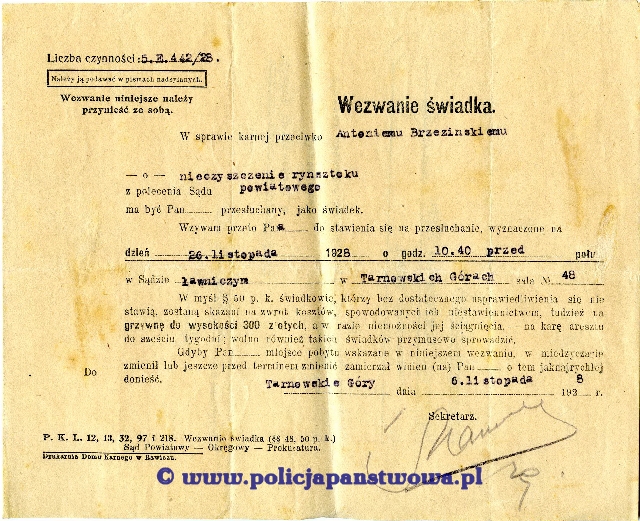 Liczba czynności: 5.E.442/28.
Należy ją podawać w pismach nadsyłanych.
Wezwanie niniejsze należy
przynieść ze sobą.
Wezwanie świadka.
W sprawie karnej przeciwko Antoniemu Brzezinskiemu
— o — nieczyszczenie rynsztoku
z polecenia Sądu powiatowego
ma być Pan przesłuchany, jako świadek.
Wzywam przeto Pana do stawienia się na przesłuchanie, wyznaczone na
dzień 26.listopada 1928 o godz. 10.40 przed poł.
w Sądzie ławniczym w Tarnowskich Górach sala № 48
W myśl § 50 p. k. świadkowie, którzy bez dostatecznego usprawiedliwienia się nie
stawią, zostaną skazani na zwrot kosztów, spowodowanych ich niestawiennictwem, tudzież na
grzywnę do wysokości 300 złotych, a w razie niemożności jej ściągnięcia, na karę aresztu
do sześciu tygodni; wolno również takich świadków przymusowo sprowadzić.
Gdyby Pan miejsce pobytu wskazane w niniejszem wezwaniu, w międzyczasie
zmienił lub jeszcze przed terminem zmienić zamierzał winien (na) Pan o tem jaknajrychlej
donieść.
Do
Tarnowskie Góry dnia 6.listopada 1928 r.
Sekretarz.
P. K. L. 12, 13, 32, 97 i 218. Wezwanie świadka (§§ 48, 50 p. k.)
Sąd Powiatowy — Okręgowy — Prokuratura.
Drukarnia Domu Karnego w Rawiczu.
© www.policjapanstwowa.pl